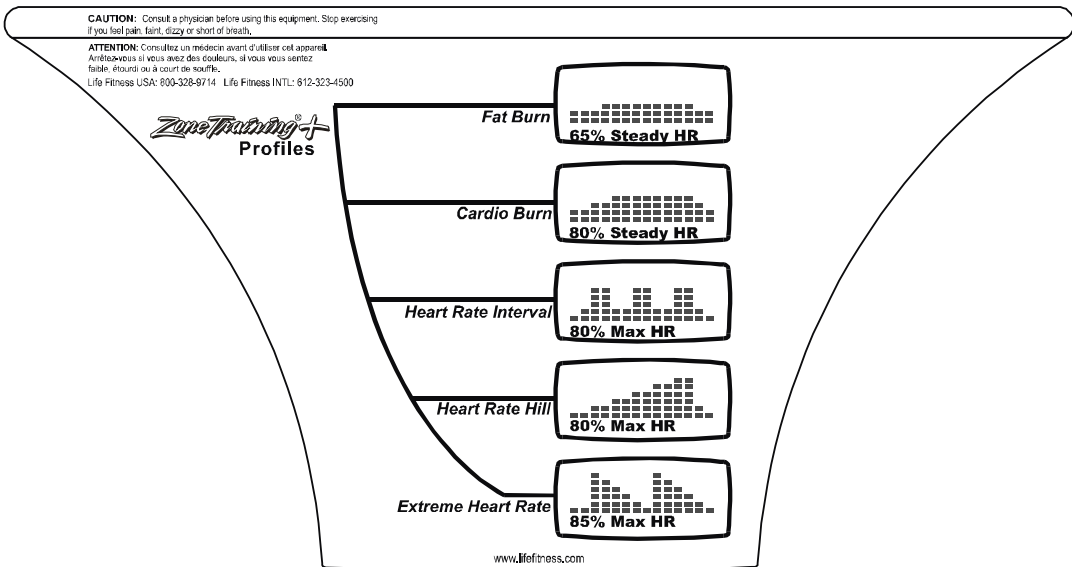 CAUTION: Consult a physician before using this equipment. Stop exercising
if you feel pain, faint, dizzy or short of breath.
ATTENTION: Consultez un médecin avant d'utiliser cet appareil.
Arrêtez-vous si vous avez des douleurs, si vous vous sentez
faible, étourdi ou à court de souffle.
Life Fitness USA: 800-328-9714 Life Fitness INTL: 612-323-4500
ZoneTraining®+
Profiles
Fat Burn
65% Steady HR
Cardio Burn
80% Steady HR
Heart Rate Interval
80% Max HR
Heart Rate Hill
80% Max HR
Extreme Heart Rate
85% Max HR
www.lifefitness.com